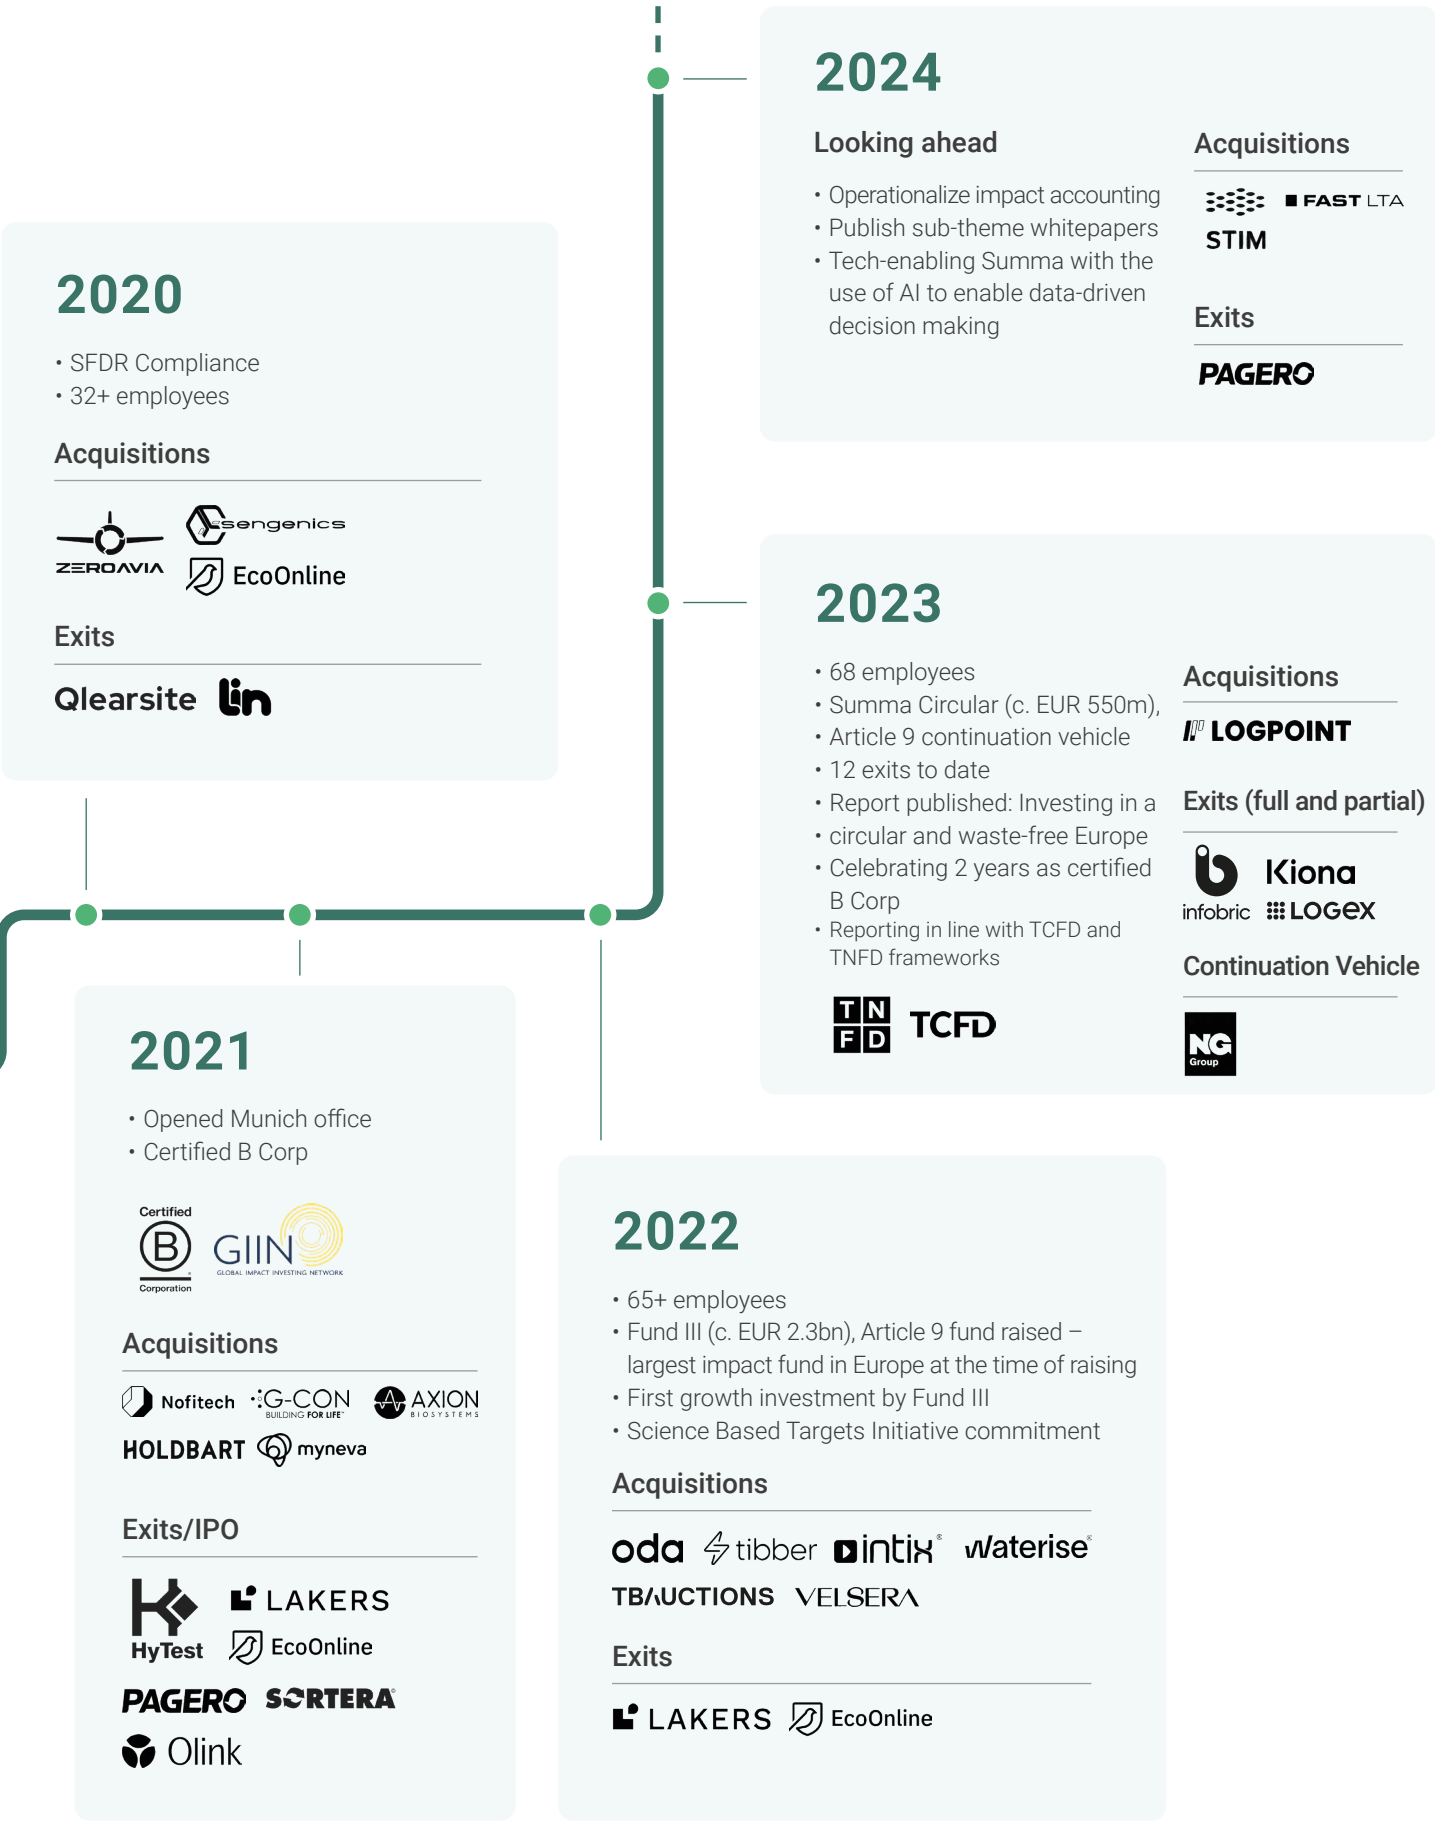 2020
• SFDR Compliance
• 32+ employees
Acquisitions
ZEROAVIA
sengenics
EcoOnline
Exits
Qlearsite
Lin
2021
• Opened Munich office
• Certified B Corp
Certified
B
Corporation
GIIN
GLOBAL IMPACT INVESTING NETWORK
Acquisitions
Nofitech
G-CON
BUILDING FOR LIFE
AXION
BIOSYSTEMS
HOLDBART
myneva
Exits/IPO
HyTest
LAKERS
EcoOnline
PAGERO
SORTERA
Olink
2022
• 65+ employees
• Fund III (c. EUR 2.3bn), Article 9 fund raised –
largest impact fund in Europe at the time of raising
• First growth investment by Fund III
• Science Based Targets Initiative commitment
Acquisitions
oda
tibber
intix®
Waterise®
TBAUCTIONS
VELSERA
Exits
LAKERS
EcoOnline
2023
• 68 employees
• Summa Circular (c. EUR 550m),
• Article 9 continuation vehicle
• 12 exits to date
• Report published: Investing in a
• circular and waste-free Europe
• Celebrating 2 years as certified
B Corp
• Reporting in line with TCFD and
TNFD frameworks
TN
FD
TCFD
Acquisitions
LOGPOINT
Exits (full and partial)
infobric
Kiona
LOGEX
Continuation Vehicle
NG
Group
2024
Looking ahead
• Operationalize impact accounting
• Publish sub-theme whitepapers
• Tech-enabling Summa with the
use of AI to enable data-driven
decision making
Acquisitions
STIM
FAST LTA
Exits
PAGERO